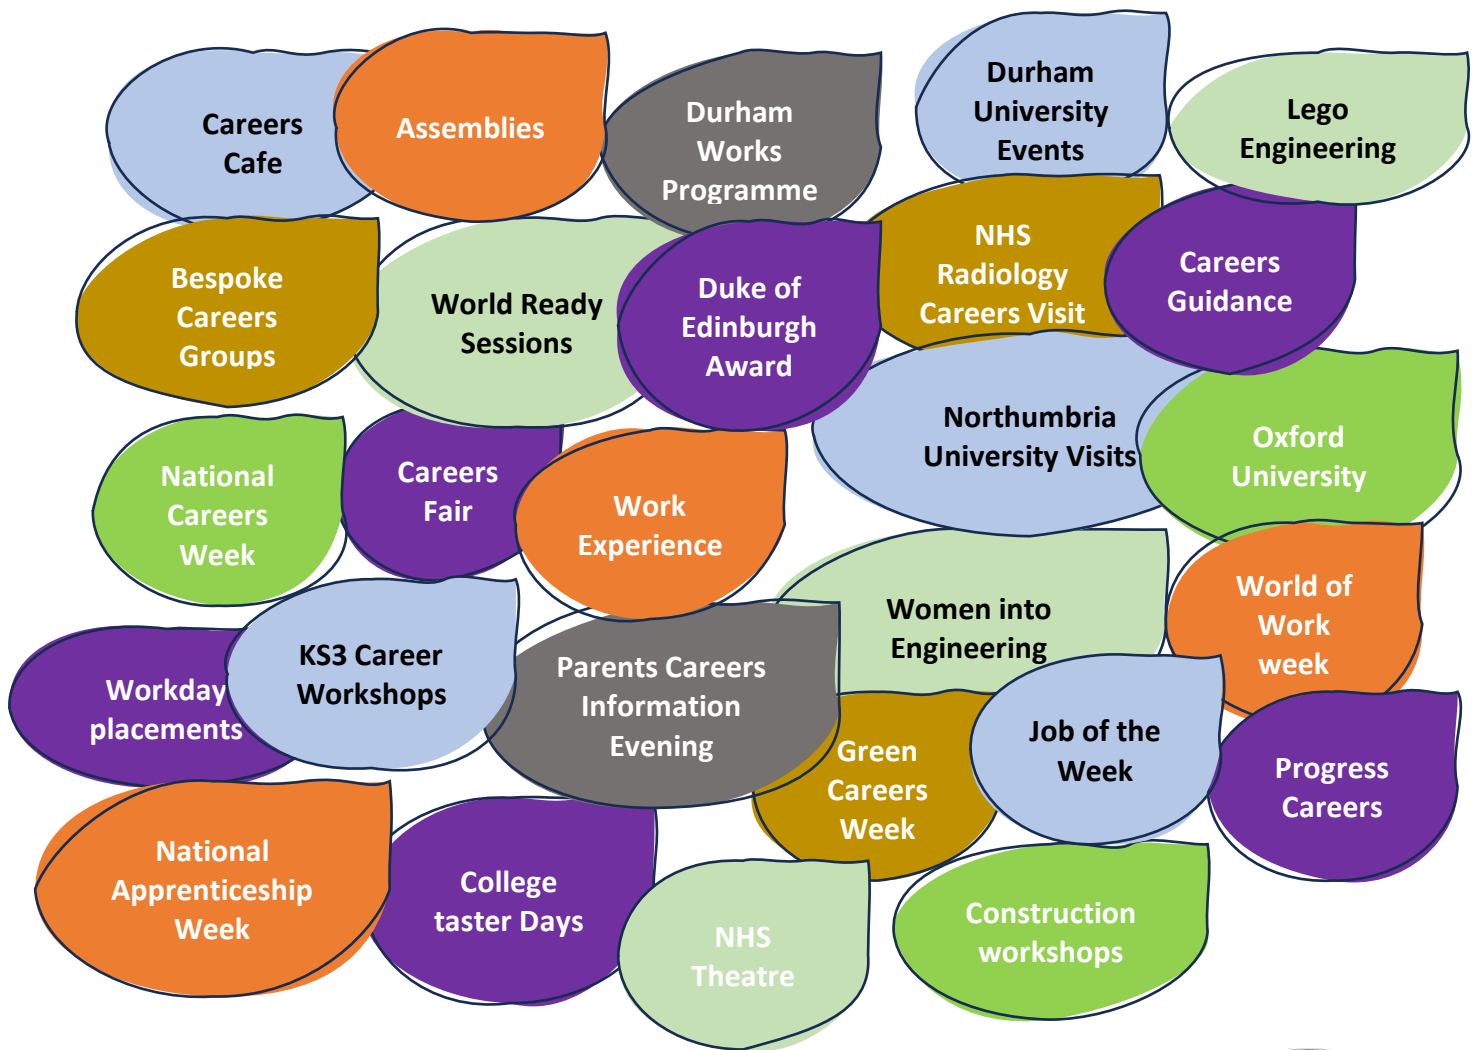 Careers
Cafe
Assemblies
Durham
Works
Programme
Durham
University
Events
Lego
Engineering
Bespoke
Careers
Groups
World Ready
Sessions
Duke of
Edinburgh
Award
NHS
Radiology
Careers Visit
Careers
Guidance
National
Careers
Week
Careers
Fair
Work
Experience
Northumbria
University Visits
Oxford
University
Workday
placements
KS3 Career
Workshops
Parents Careers
Information
Evening
Women into
Engineering
World of
Work
week
Green
Careers
Week
Job of the
Week
Progress
Careers
National
Apprenticeship
Week
College
taster Days
NHS
Theatre
Construction
workshops